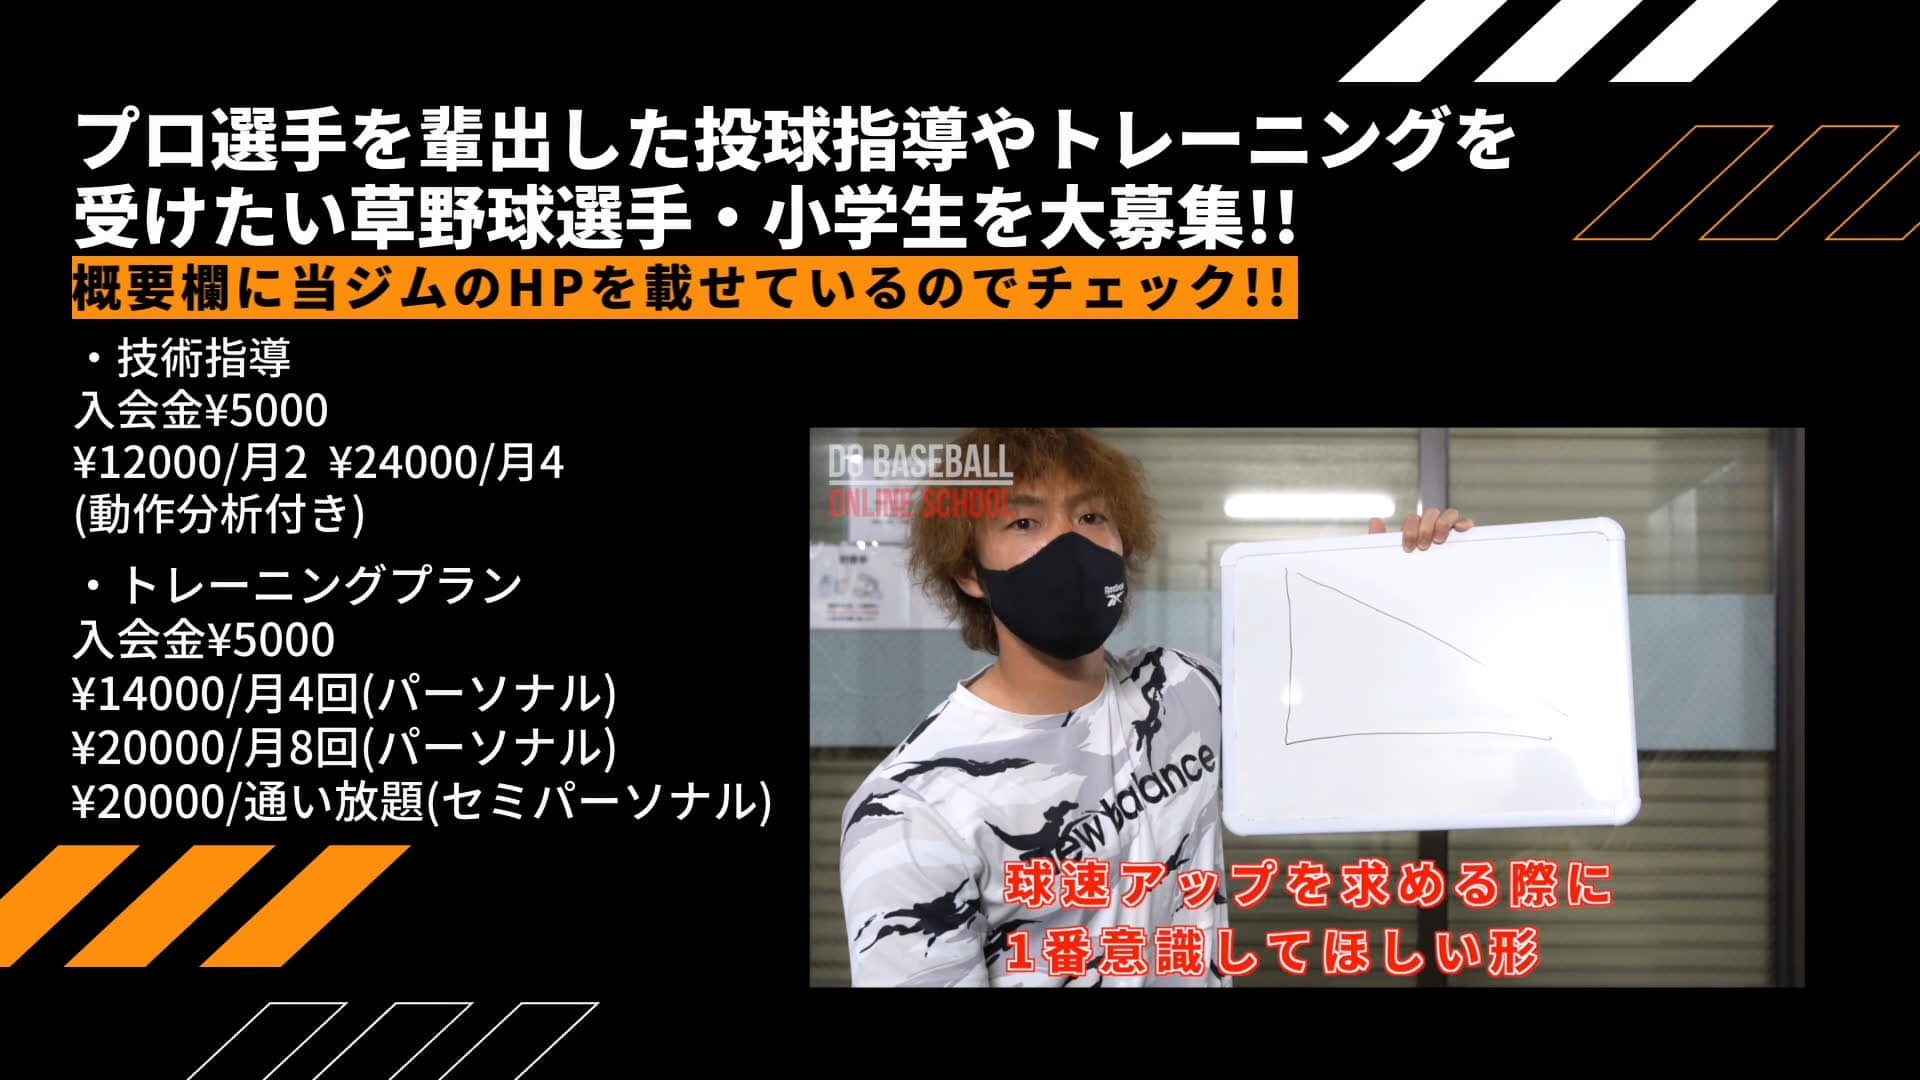 プロ選手を輩出した投球指導やトレーニングを
受けたい草野球選手・小学生を大募集!!
概要欄に当ジムのHPを載せているのでチェック!!
・技術指導
入会金¥5000
¥12000/月2 ¥24000/月4
(動作分析付き)
・トレーニングプラン
入会金¥5000
¥14000/月4回(パーソナル)
¥20000/月8回(パーソナル)
¥20000/通い放題(セミパーソナル)
BASEBALL
ONLINE SCHOOL
Reebok
new balance
球速アップを求める際に
1番意識してほしい形